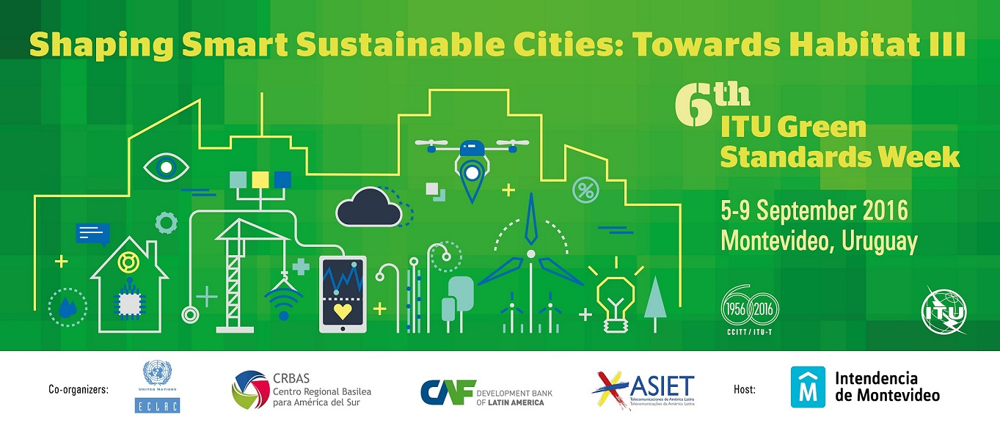 Shaping Smart Sustainable Cities: Towards Habitat III
6th
ITU Green
Standards Week
5-9 September 2016
Montevideo, Uruguay
%
60
1956 2016
CCITT / ITU-T
ITU
Co-organizers:
UNITED NATIONS
ECLAC
CRBAS
Centro Regional Basilea
para América del Sur
CAF
DEVELOPMENT BANK
OF LATIN AMERICA
ASIET
Telecomunicaciones de América Latina
Telecomunicações da América Latina
Host:
M
Intendencia
de Montevideo